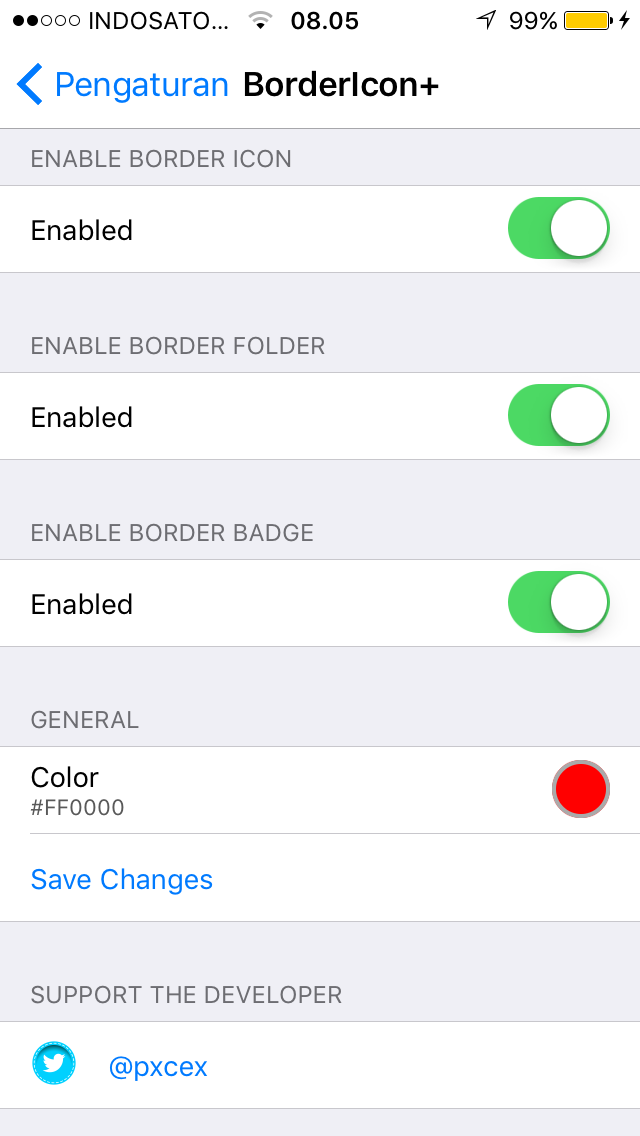 INDOSATO... 08.05 99%
Pengaturan BorderIcon+
ENABLE BORDER ICON
Enabled
ENABLE BORDER FOLDER
Enabled
ENABLE BORDER BADGE
Enabled
GENERAL
Color
#FF0000
Save Changes
SUPPORT THE DEVELOPER
@pxcex